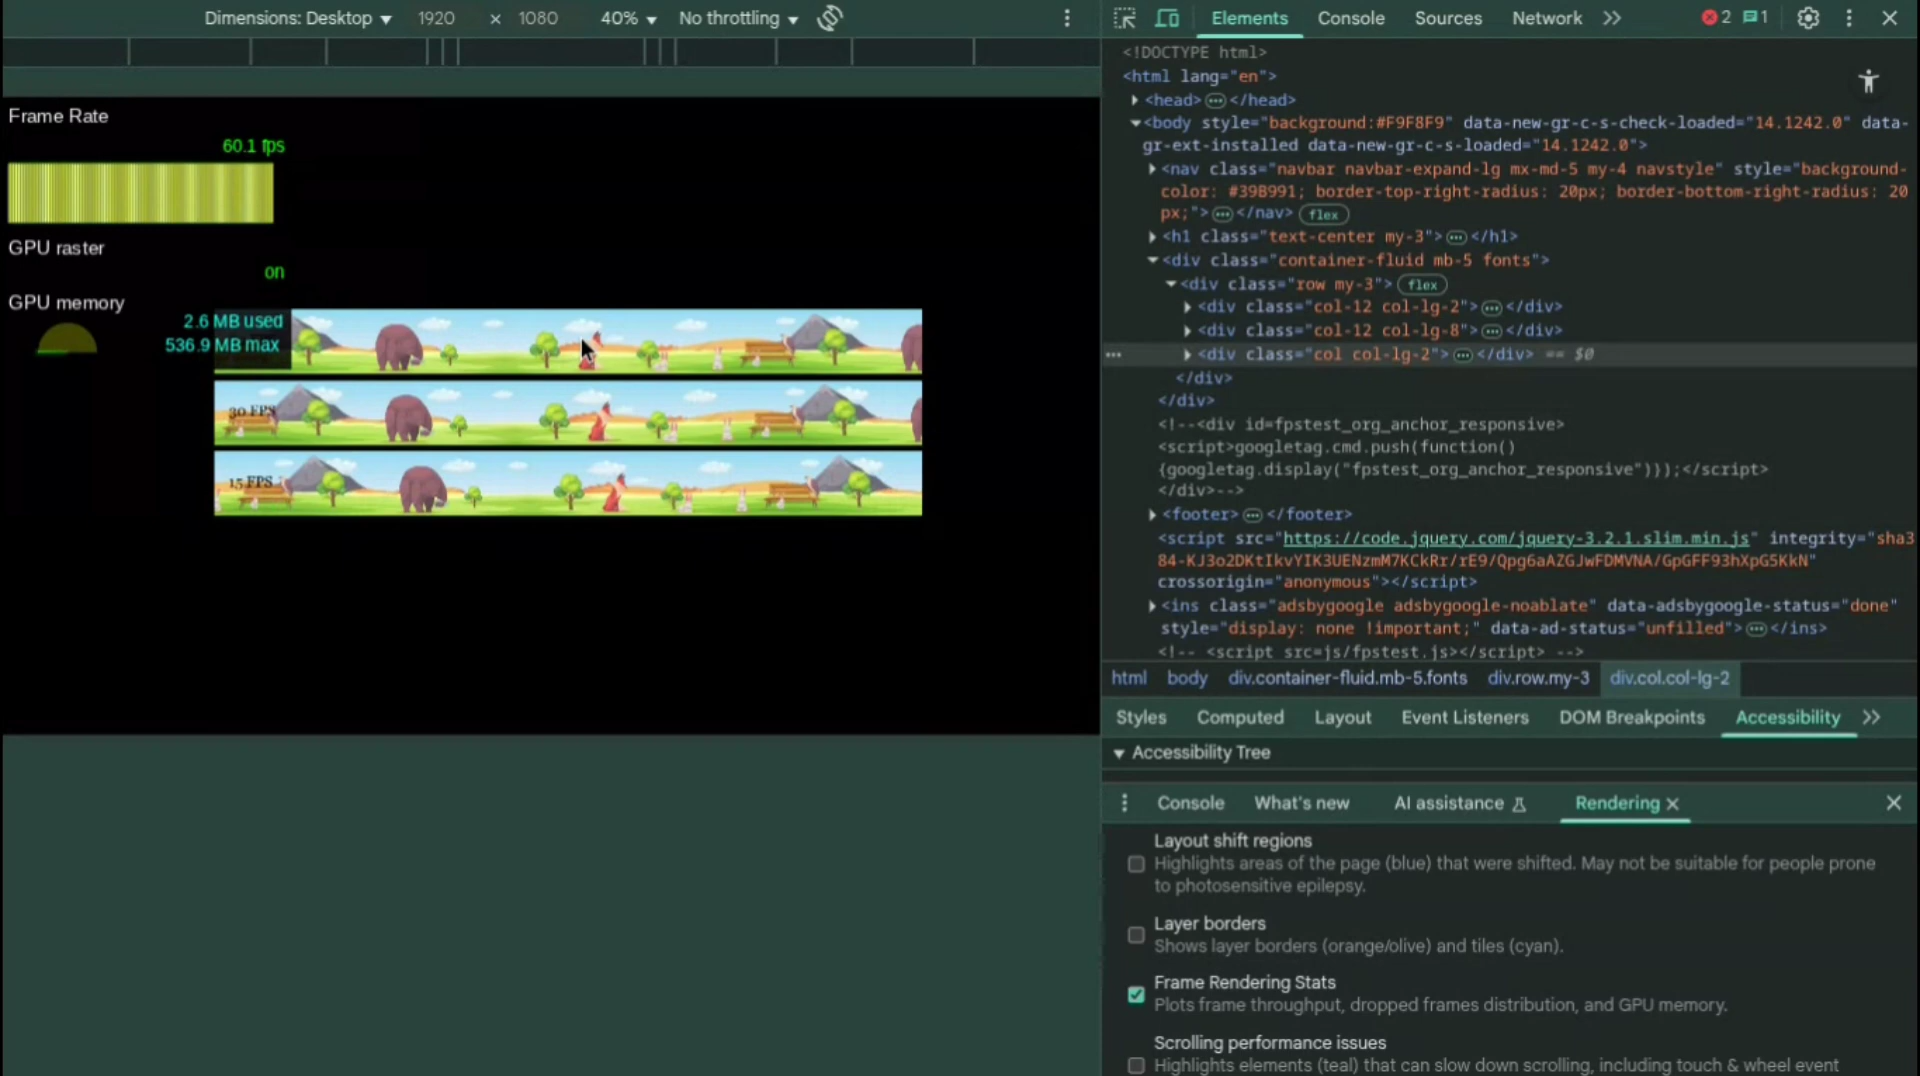 Dimensions: Desktop 1920 × 1080 40% No throttling
Frame Rate
60.1 fps
GPU raster
on
GPU memory
2.6 MB used
536.9 MB max
30 FPS
15 FPS
Elements Console Sources Network 2 1
<!DOCTYPE html>
<html lang="en">
<head> </head>
<body style="background:#F9F8F9" data-new-gr-c-s-check-loaded="14.1242.0" data-
gr-ext-installed data-new-gr-c-s-loaded="14.1242.0">
<nav class="navbar navbar-expand-lg mx-md-5 my-4 navstyle" style="background-
color: #39B991; border-top-right-radius: 20px; border-bottom-right-radius: 20
px;"> </nav> flex
<h1 class="text-center my-3"> </h1>
<div class="container-fluid mb-5 fonts">
<div class="row my-3"> flex
<div class="col-12 col-lg-2"> </div>
<div class="col-12 col-lg-8"> </div>
<div class="col col-lg-2"> </div> == $0
</div>
</div>
<!--<div id=fpstest_org_anchor_responsive>
<script>googletag.cmd.push(function()
{googletag.display("fpstest_org_anchor_responsive")});</script>
</div>-->
<footer> </footer>
<script src="https://code.jquery.com/jquery-3.2.1.slim.min.js" integrity="sha3
84-KJ3o2DKtIkvYIK3UENzmM7KCkRr/rE9/Qpg6aAZGJwFDMVNA/GpGFF93hXpG5KkN"
crossorigin="anonymous"></script>
<ins class="adsbygoogle adsbygoogle-noablate" data-adsbygoogle-status="done"
style="display: none !important;" data-ad-status="unfilled"> </ins>
<!-- <script src=js/fpstest.js></script> -->
html body div.container-fluid.mb-5.fonts div.row.my-3 div.col.col-lg-2
Styles Computed Layout Event Listeners DOM Breakpoints Accessibility
Accessibility Tree
Console What's new AI assistance Rendering
Layout shift regions
Highlights areas of the page (blue) that were shifted. May not be suitable for people prone
to photosensitive epilepsy.
Layer borders
Shows layer borders (orange/olive) and tiles (cyan).
Frame Rendering Stats
Plots frame throughput, dropped frames distribution, and GPU memory.
Scrolling performance issues
Highlights elements (teal) that can slow down scrolling, including touch & wheel event